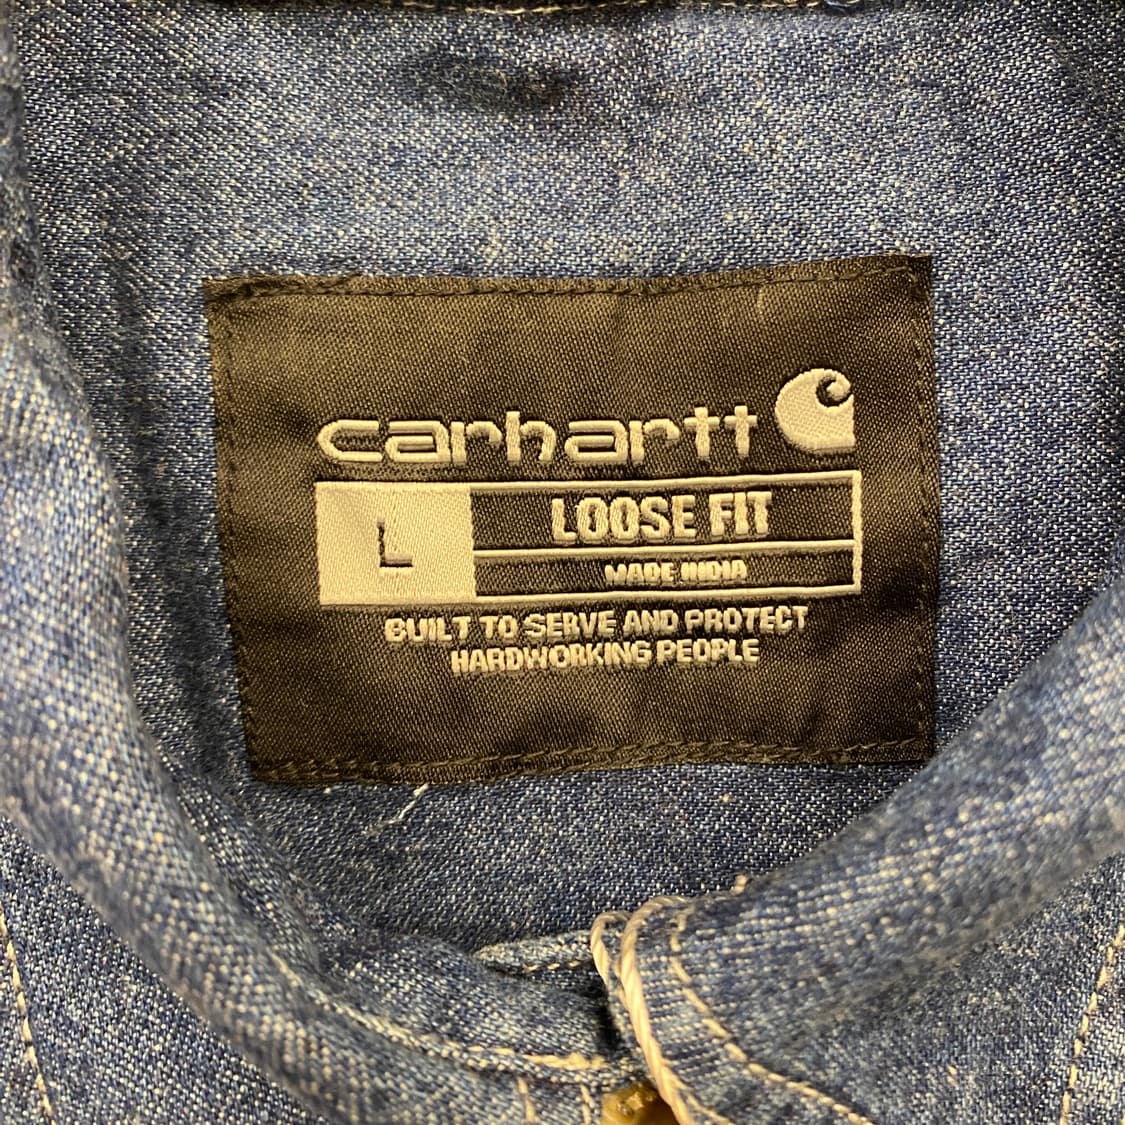 carhartt
L
LOOSE FIT
MADE INDIA
BUILT TO SERVE AND PROTECT
HARDWORKING PEOPLE